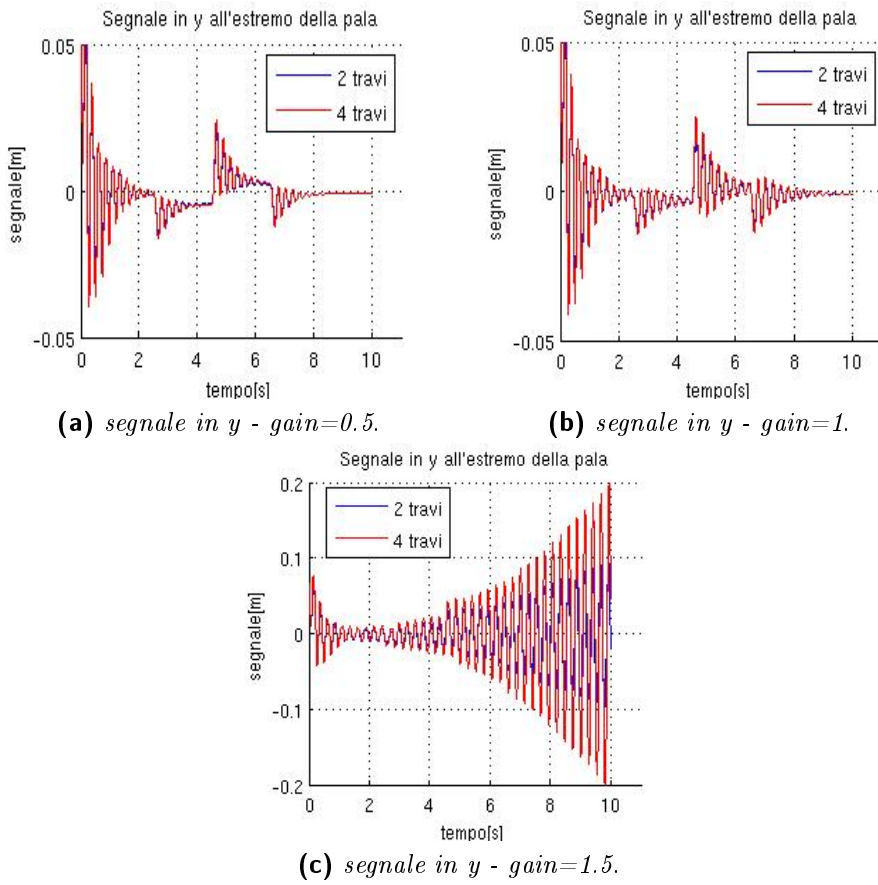 Segnale in y all'estremo della pala
0.05
2 travi
4 travi
segnale[m]
0
-0.05
0 2 4 6 8 10
tempo[s]
(a) segnale in y - gain=0.5.
Segnale in y all'estremo della pala
0.05
2 travi
4 travi
segnale[m]
0
-0.05
0 2 4 6 8 10
tempo[s]
(b) segnale in y - gain=1.
Segnale in y all'estremo della pala
0.2
2 travi
4 travi
0.1
segnale[m]
0
-0.1
-0.2
0 2 4 6 8 10
tempo[s]
(c) segnale in y - gain=1.5.